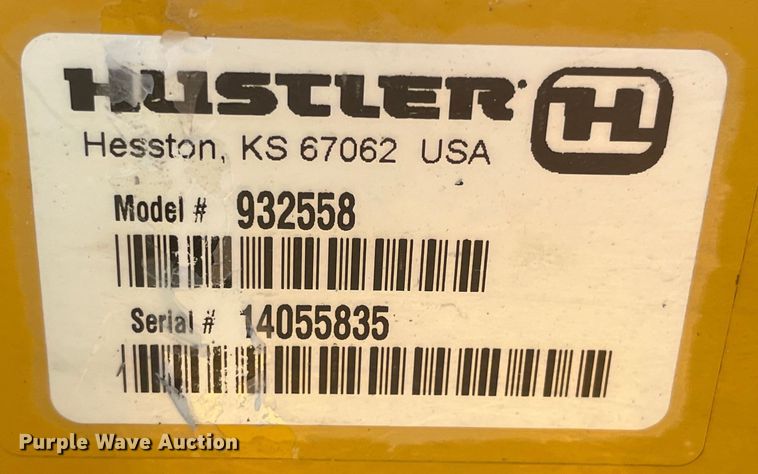 HUSTLER H
Hesston, KS 67062 USA
Model # 932558
Serial # 14055835
Purple Wave Auction